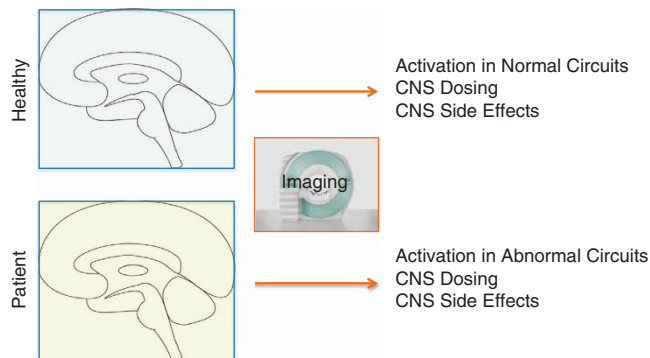 Healthy
Activation in Normal Circuits
CNS Dosing
CNS Side Effects
Imaging
Patient
Activation in Abnormal Circuits
CNS Dosing
CNS Side Effects